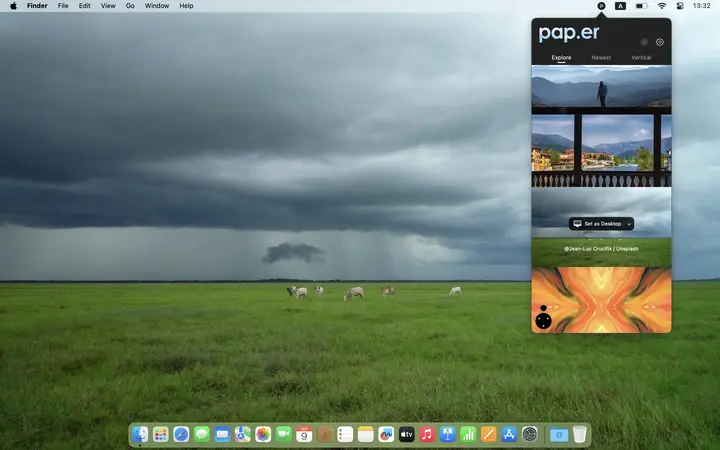 Finder File Edit View Go Window Help
P A 13:32
pap.er
Explore Newest Vertical
Set as Desktop
@Jean-Luc Crucifix / Unsplash
9
tv